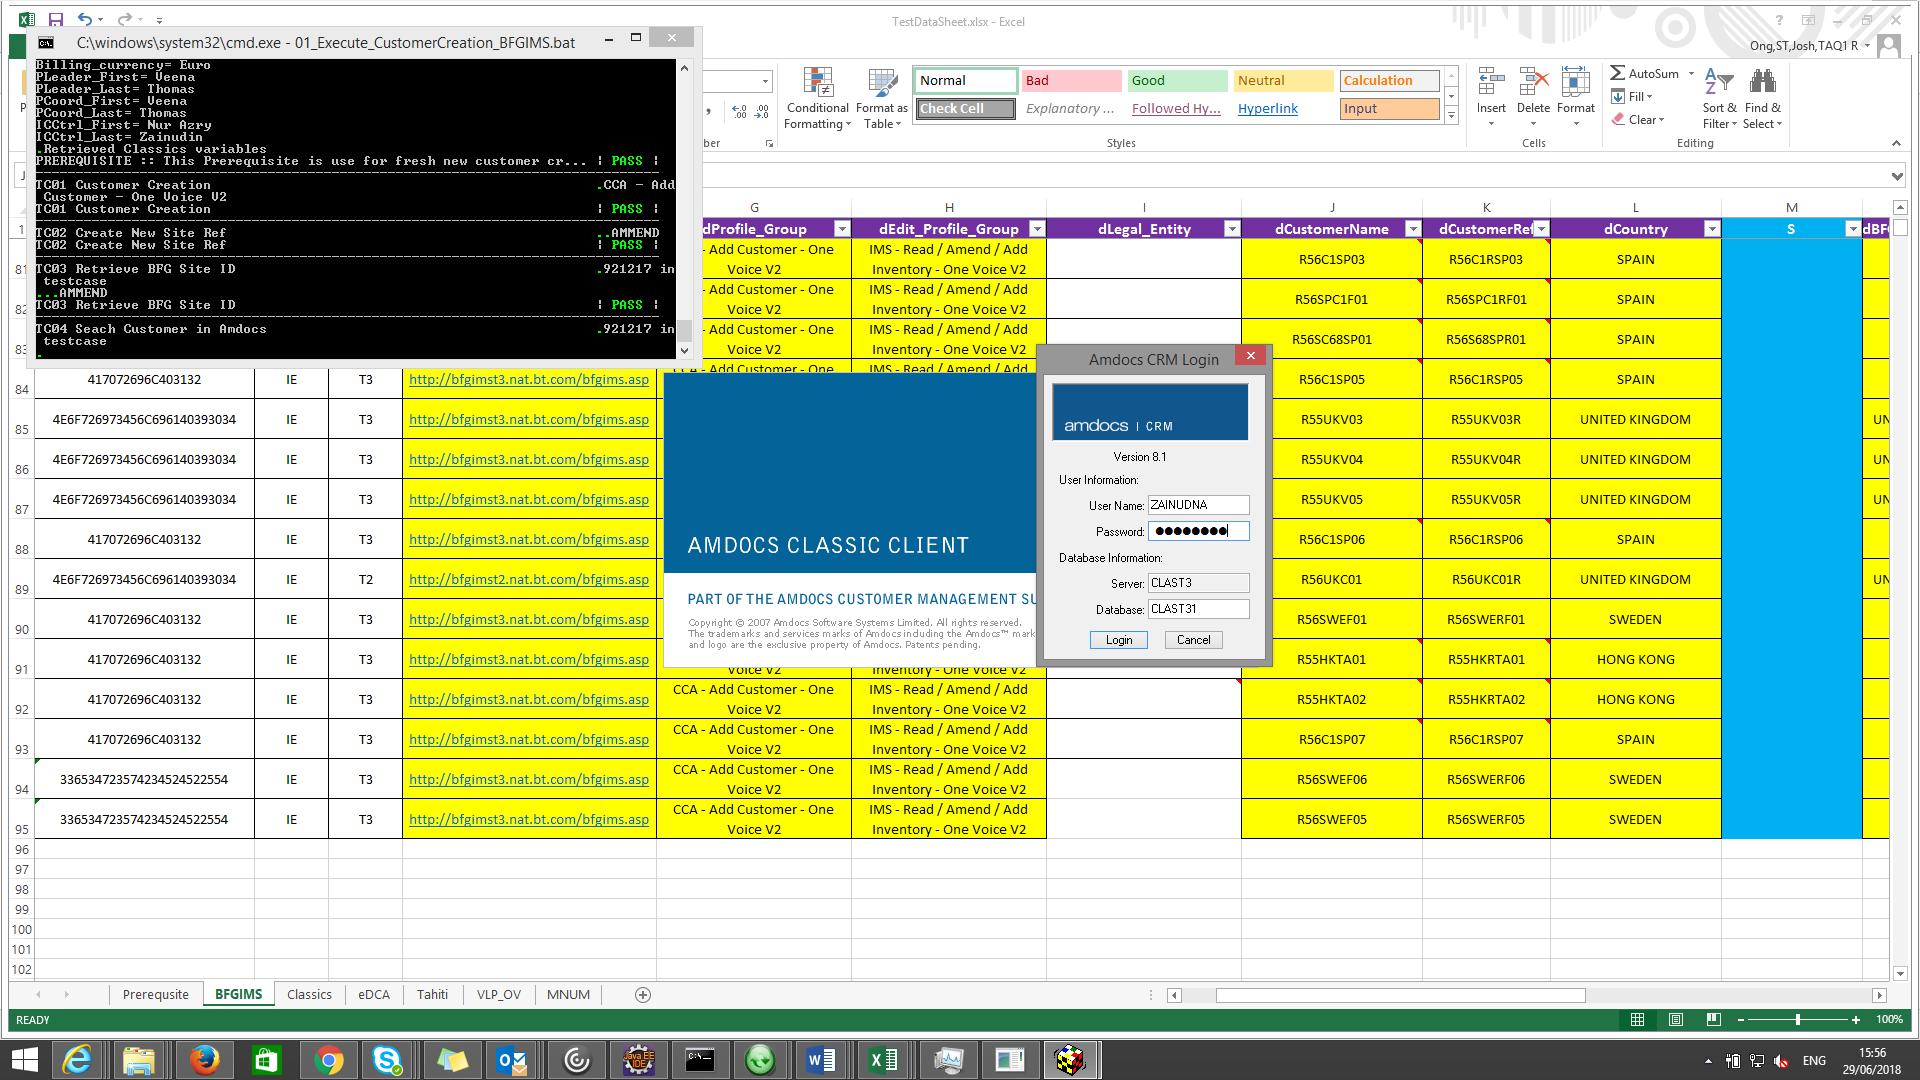 TestDataSheet.xlsx - Excel
Ong,ST,Josh,TAQ1 R
C:\windows\system32\cmd.exe - 01_Execute_CustomerCreation_BFGIMS.bat
Billing_currency= Euro
PLeader_First= Veena
PLeader_Last= Thomas
PCoord_First= Veena
PCoord_Last= Thomas
ICCtrl_First= Nur Azry
ICCtrl_Last= Zainudin
.Retrieved Classics variables
PREREQUISITE :: This Prerequisite is use for fresh new customer cr... | PASS |
TC01 Customer Creation .CCA - Add
Customer - One Voice V2
TC01 Customer Creation | PASS |
TC02 Create New Site Ref ..AMMEND
TC02 Create New Site Ref | PASS |
TC03 Retrieve BFG Site ID .921217 in
testcase
...AMMEND
TC03 Retrieve BFG Site ID | PASS |
TC04 Seach Customer in Amdocs .921217 in
testcase
.
Conditional Formatting
Format as Table
Normal Bad Good Neutral Calculation
Check Cell Explanatory ... Followed Hy... Hyperlink Input
Insert Delete Format
AutoSum
Fill
Clear
Sort & Filter
Find & Select
ber Styles Cells Editing
G H I J K L M
1 dProfile_Group dEdit_Profile_Group dLegal_Entity dCustomerName dCustomerRef dCountry S dBF
81 - Add Customer - One Voice V2 IMS - Read / Amend / Add Inventory - One Voice V2 R56C1SP03 R56C1RSP03 SPAIN
82 - Add Customer - One Voice V2 IMS - Read / Amend / Add Inventory - One Voice V2 R56SPC1F01 R56SPC1RF01 SPAIN
83 - Add Customer - One Voice V2 IMS - Read / Amend / Add Inventory - One Voice V2 R56SC68SP01 R56S68SPR01 SPAIN
84 417072696C403132 IE T3 http://bfgimst3.nat.bt.com/bfgims.asp CCA - Add Customer - One IMS - Read / Amend / Add R56C1SP05 R56C1RSP05 SPAIN
85 4E6F726973456C696140393034 IE T3 http://bfgimst3.nat.bt.com/bfgims.asp R55UKV03 R55UKV03R UNITED KINGDOM UN
86 4E6F726973456C696140393034 IE T3 http://bfgimst3.nat.bt.com/bfgims.asp R55UKV04 R55UKV04R UNITED KINGDOM UN
87 4E6F726973456C696140393034 IE T3 http://bfgimst3.nat.bt.com/bfgims.asp R55UKV05 R55UKV05R UNITED KINGDOM UN
88 417072696C403132 IE T3 http://bfgimst3.nat.bt.com/bfgims.asp R56C1SP06 R56C1RSP06 SPAIN
89 4E6F726973456C696140393034 IE T2 http://bfgimst2.nat.bt.com/bfgims.asp R56UKC01 R56UKC01R UNITED KINGDOM UN
90 417072696C403132 IE T3 http://bfgimst3.nat.bt.com/bfgims.asp R56SWEF01 R56SWERF01 SWEDEN
91 417072696C403132 IE T3 http://bfgimst3.nat.bt.com/bfgims.asp Voice V2 Inventory - One Voice V2 R55HKTA01 R55HKRTA01 HONG KONG
92 417072696C403132 IE T3 http://bfgimst3.nat.bt.com/bfgims.asp CCA - Add Customer - One Voice V2 IMS - Read / Amend / Add Inventory - One Voice V2 R55HKTA02 R55HKRTA02 HONG KONG
93 417072696C403132 IE T3 http://bfgimst3.nat.bt.com/bfgims.asp CCA - Add Customer - One Voice V2 IMS - Read / Amend / Add Inventory - One Voice V2 R56C1SP07 R56C1RSP07 SPAIN
94 336534723574234524522554 IE T3 http://bfgimst3.nat.bt.com/bfgims.asp CCA - Add Customer - One Voice V2 IMS - Read / Amend / Add Inventory - One Voice V2 R56SWEF06 R56SWERF06 SWEDEN
95 336534723574234524522554 IE T3 http://bfgimst3.nat.bt.com/bfgims.asp CCA - Add Customer - One Voice V2 IMS - Read / Amend / Add Inventory - One Voice V2 R56SWEF05 R56SWERF05 SWEDEN
96
97
98
99
100
101
102
AMDOCS CLASSIC CLIENT
PART OF THE AMDOCS CUSTOMER MANAGEMENT SU
Copyright © 2007 Amdocs Software Systems Limited. All rights reserved.
The trademarks and services marks of Amdocs including the Amdocs™ mark
and logo are the exclusive property of Amdocs. Patents pending.
Amdocs CRM Login
amdocs | CRM
Version 8.1
User Information:
User Name: ZAINUDNA
Password: ●●●●●●●●
Database Information:
Server: CLAST3
Database: CLAST31
Login Cancel
Prerequsite BFGIMS Classics eDCA Tahiti VLP_OV MNUM
READY 100%
ENG
15:56
29/06/2018